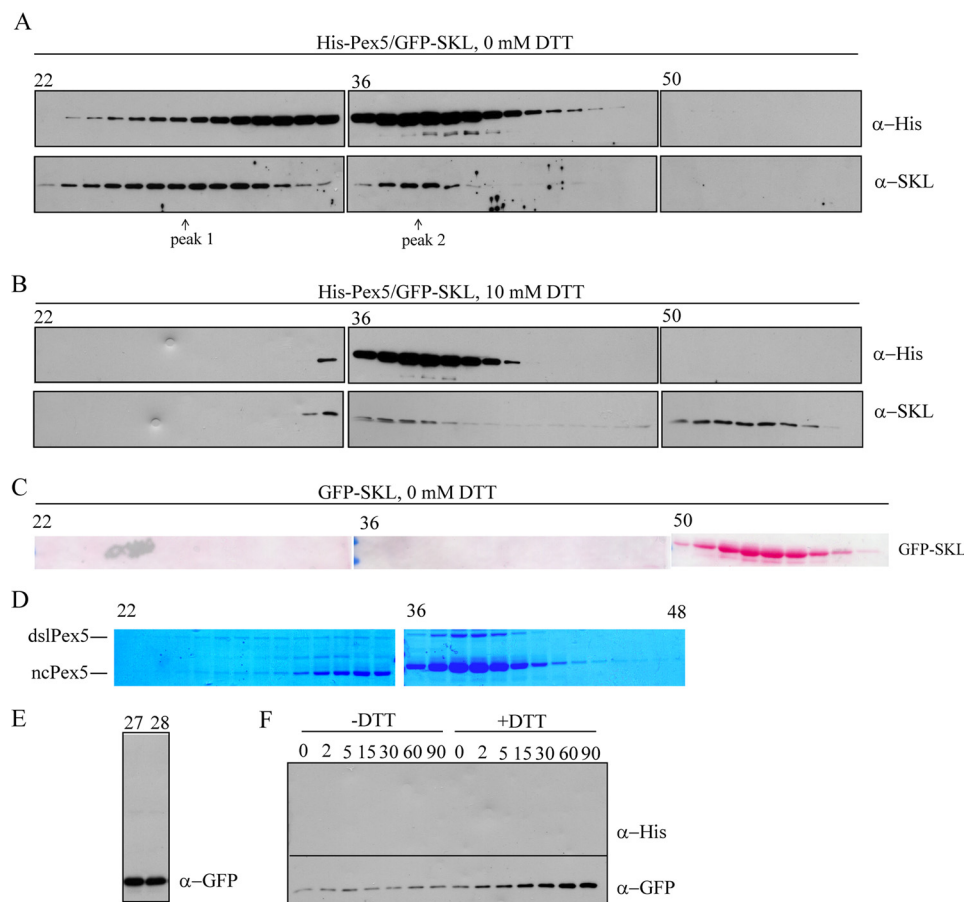 A
His-Pex5/GFP-SKL, 0 mM DTT
22 36 50
α-His
α-SKL
peak 1 peak 2
B
His-Pex5/GFP-SKL, 10 mM DTT
22 36 50
α-His
α-SKL
C
GFP-SKL, 0 mM DTT
22 36 50
GFP-SKL
D
22 36 48
dslPex5
ncPex5
E
27 28
α-GFP
F
-DTT +DTT
0 2 5 15 30 60 90 0 2 5 15 30 60 90
α-His
α-GFP